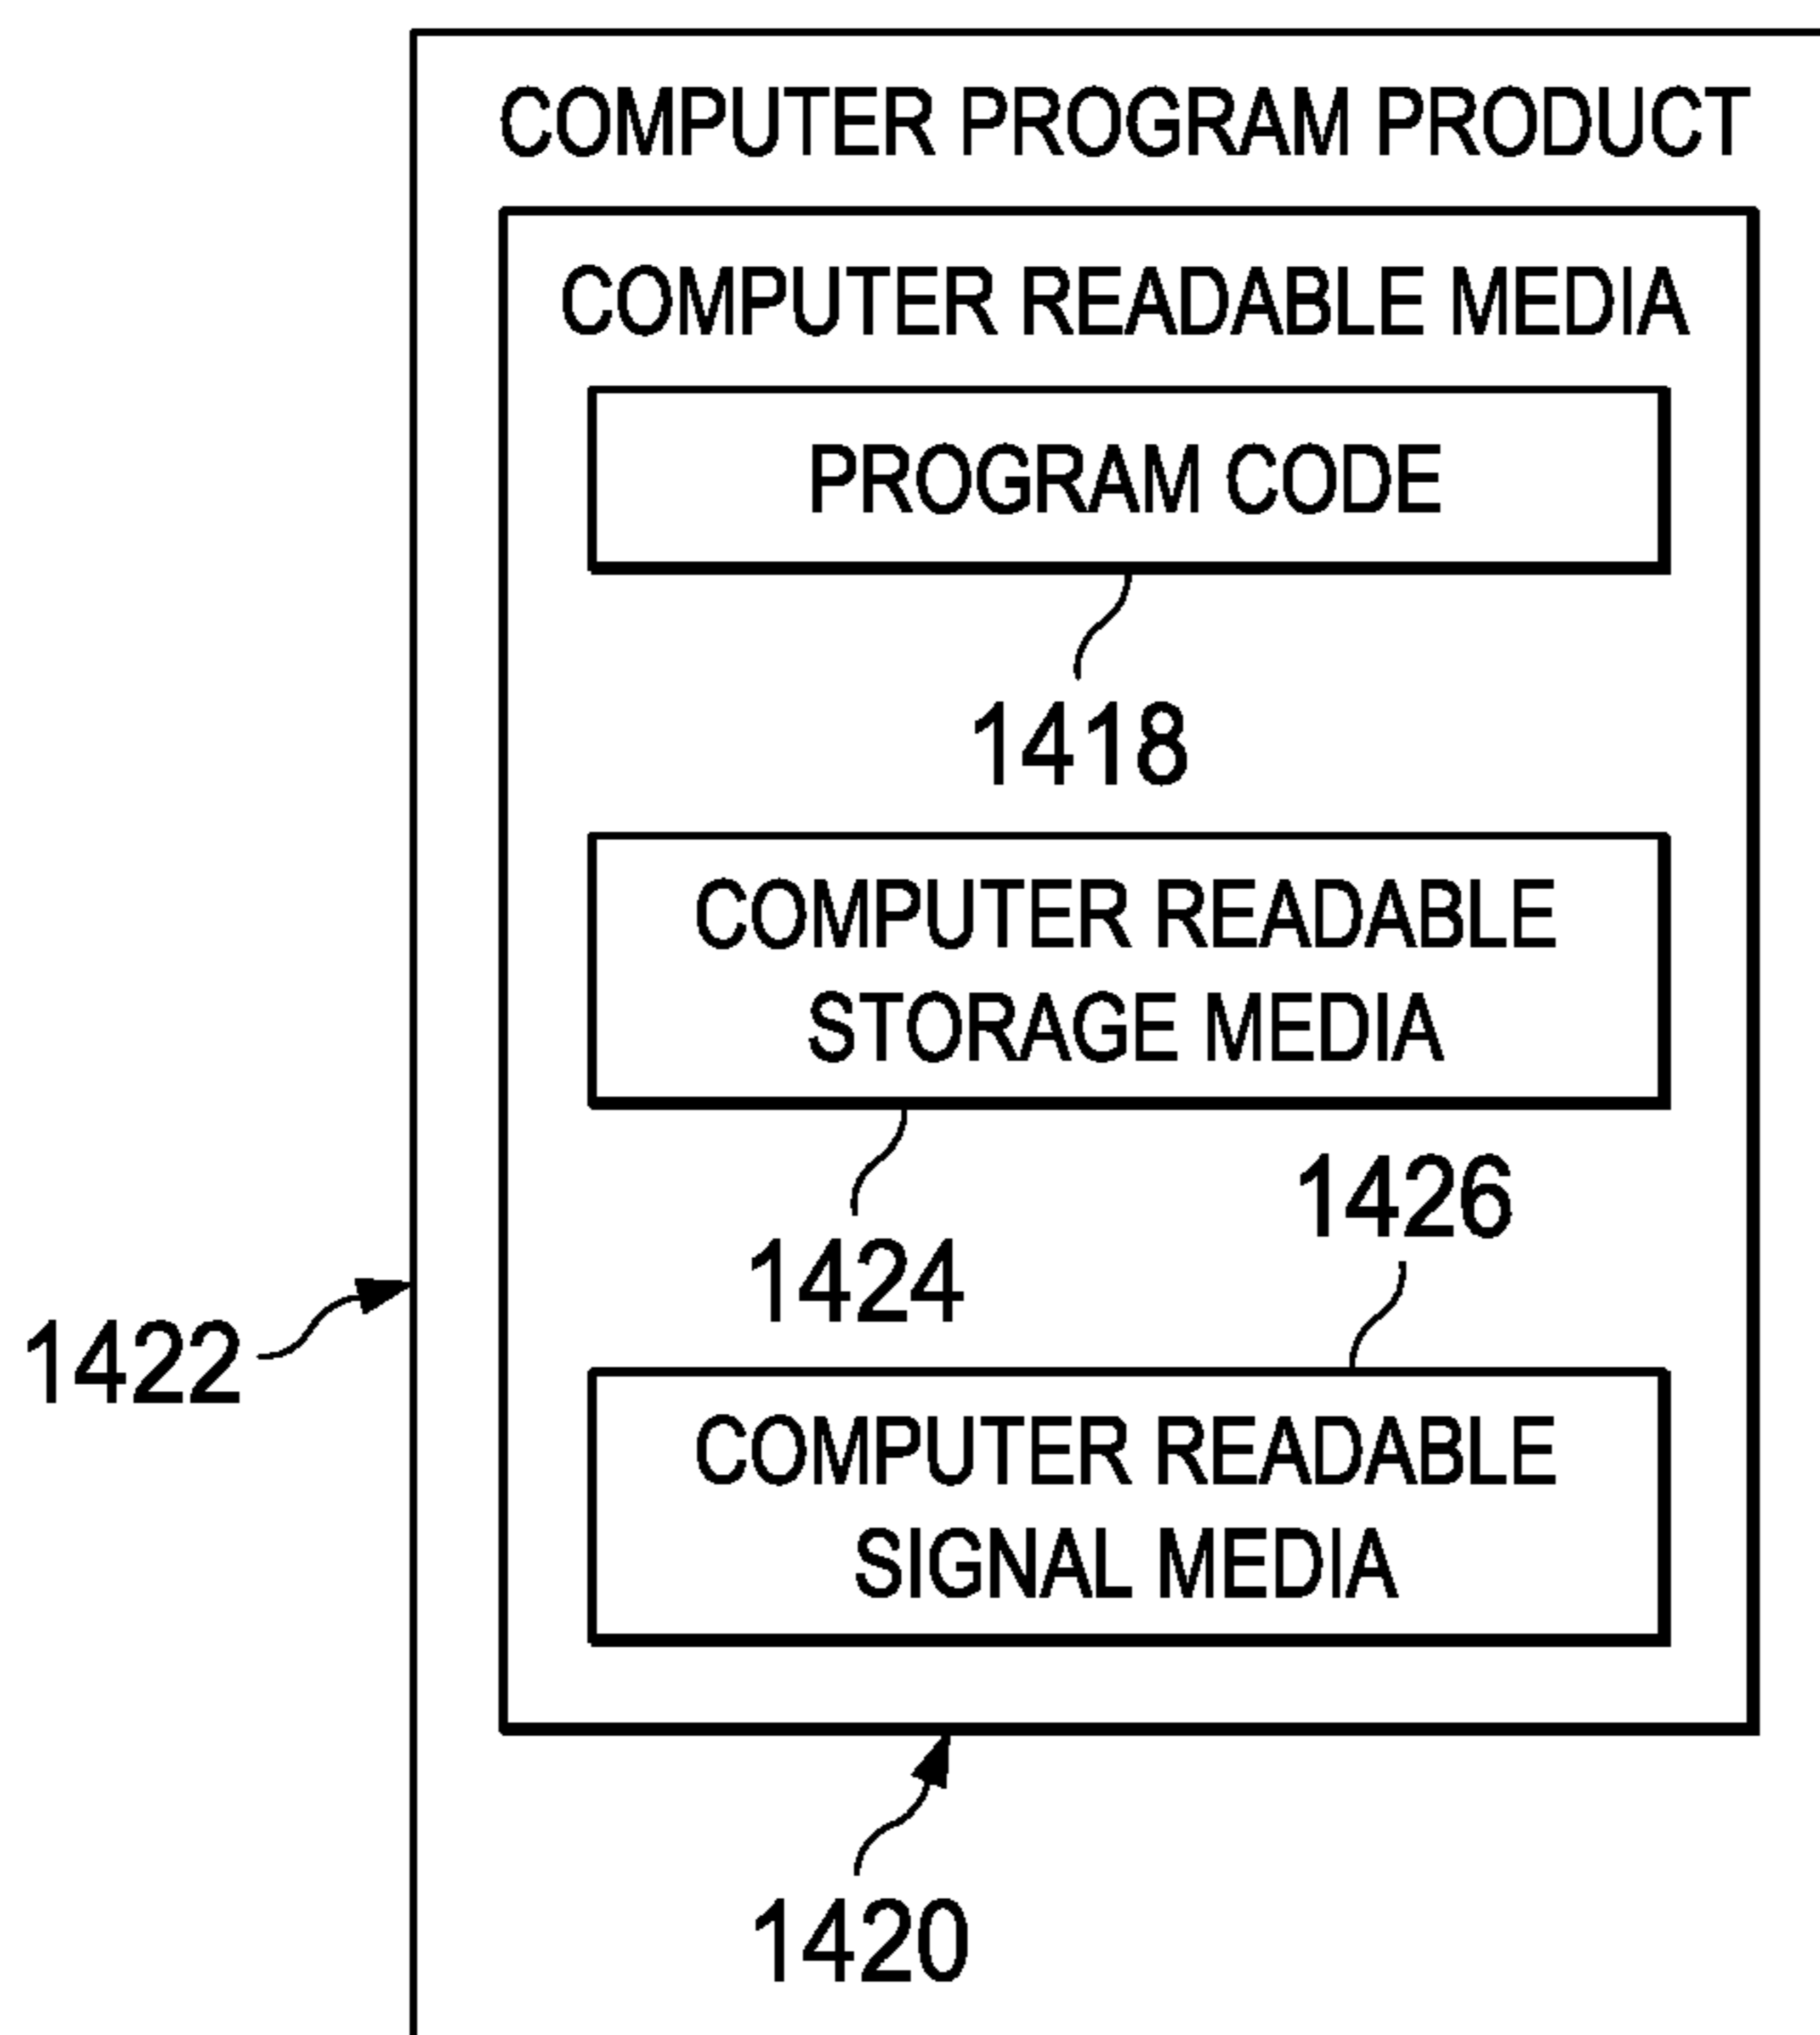 COMPUTER PROGRAM PRODUCT
COMPUTER READABLE MEDIA
PROGRAM CODE
1418
COMPUTER READABLE
STORAGE MEDIA
1426
1424
1422
COMPUTER READABLE
SIGNAL MEDIA
1420